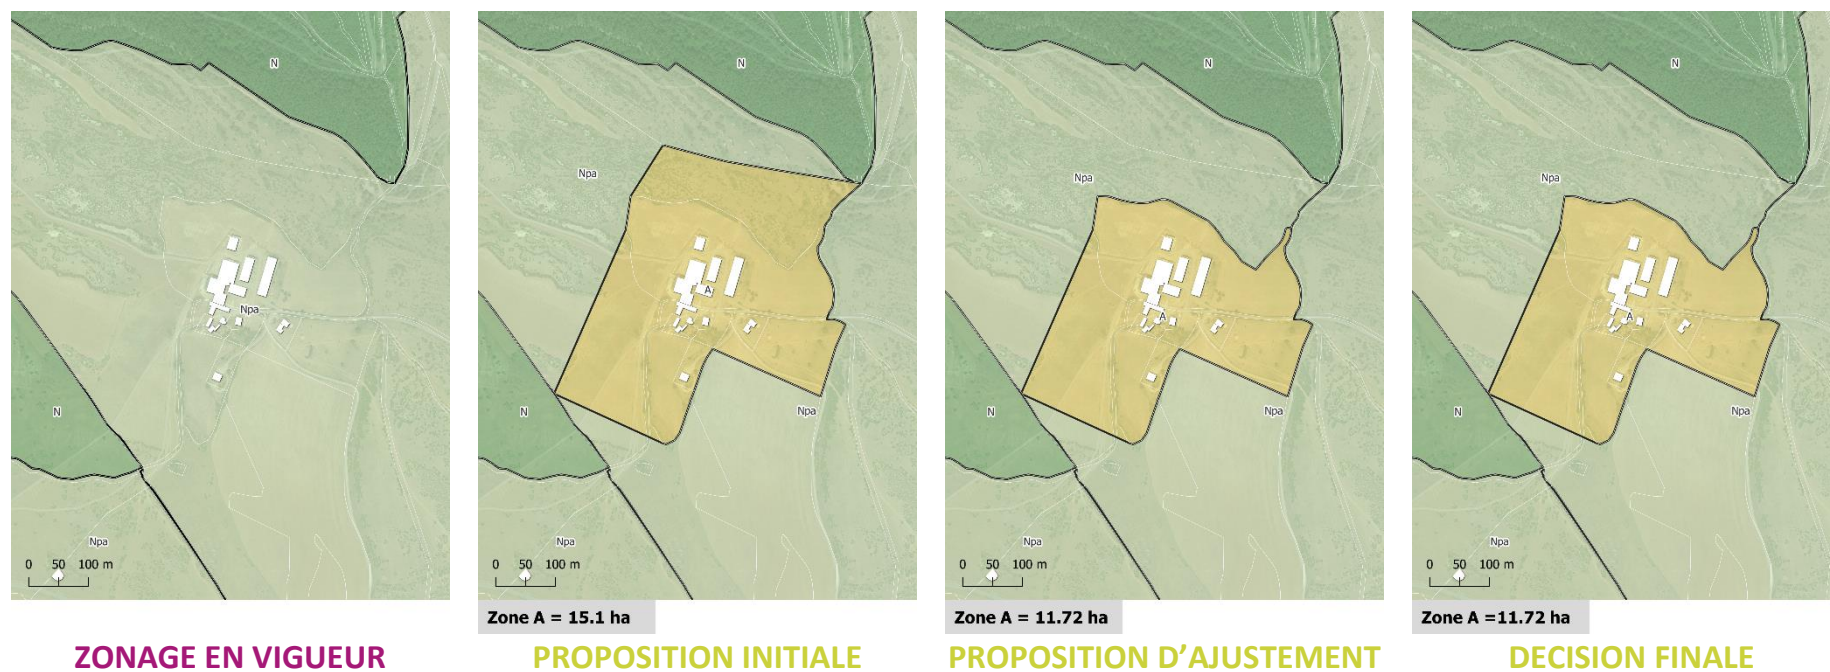 N
Npa
N
Npa
0 50 100 m
ZONAGE EN VIGUEUR
N
Npa
A
N
Npa
Npa
0 50 100 m
Zone A = 15.1 ha
PROPOSITION INITIALE
N
Npa
A
N
Npa
Npa
0 50 100 m
Zone A = 11.72 ha
PROPOSITION D'AJUSTEMENT
N
Npa
A
N
Npa
Npa
0 50 100 m
Zone A =11.72 ha
DECISION FINALE